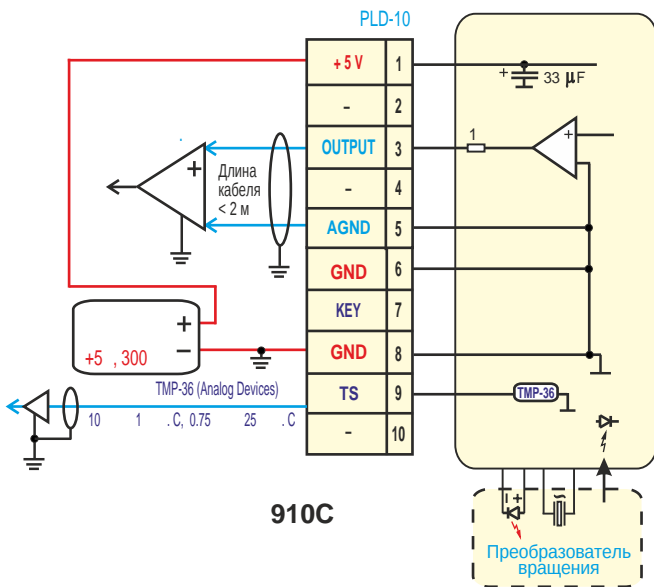 PLD-10
+ 5 V 1
– 2
OUTPUT 3
– 4
AGND 5
GND 6
KEY 7
GND 8
TS 9
– 10
+ 33 μF
1
+
+
Длина
кабеля
< 2 м
+
–
+5 , 300
TMP-36 (Analog Devices)
10 1 . C, 0.75 25 . C
TMP-36
– +
~
910C
Преобразователь
вращения